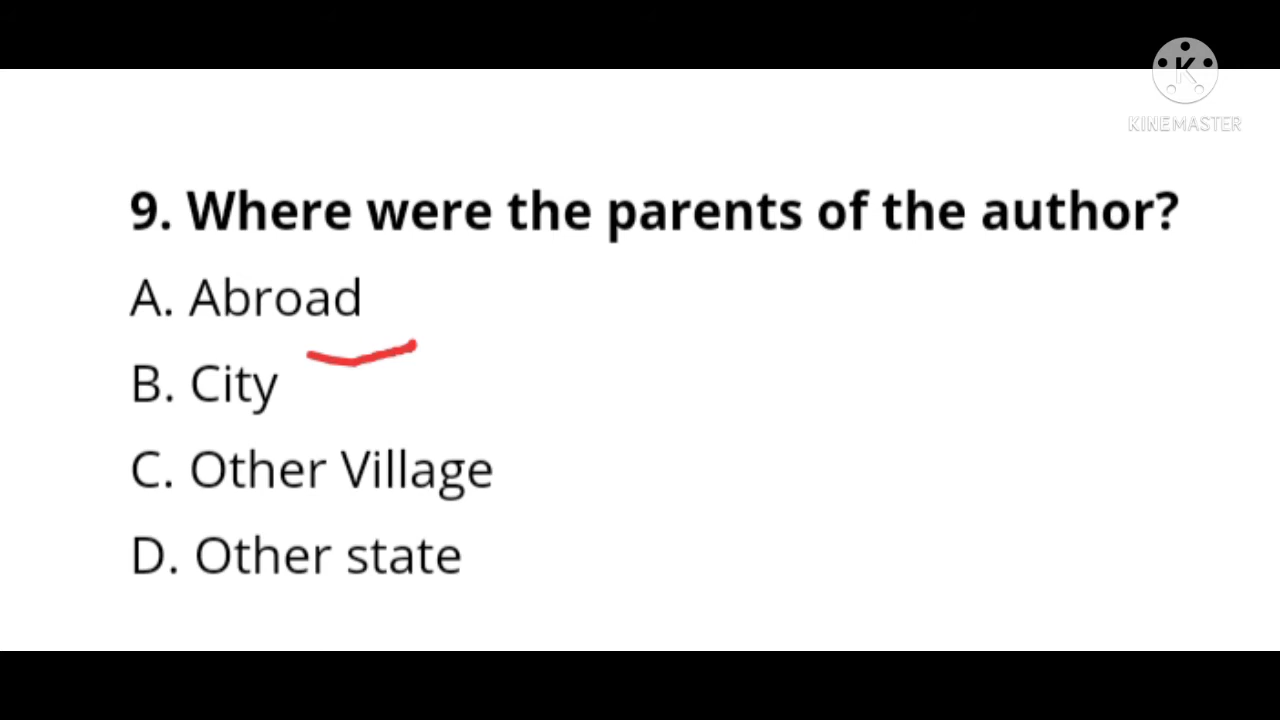 KINEMASTER
9. Where were the parents of the author?
A. Abroad
B. City
C. Other Village
D. Other state